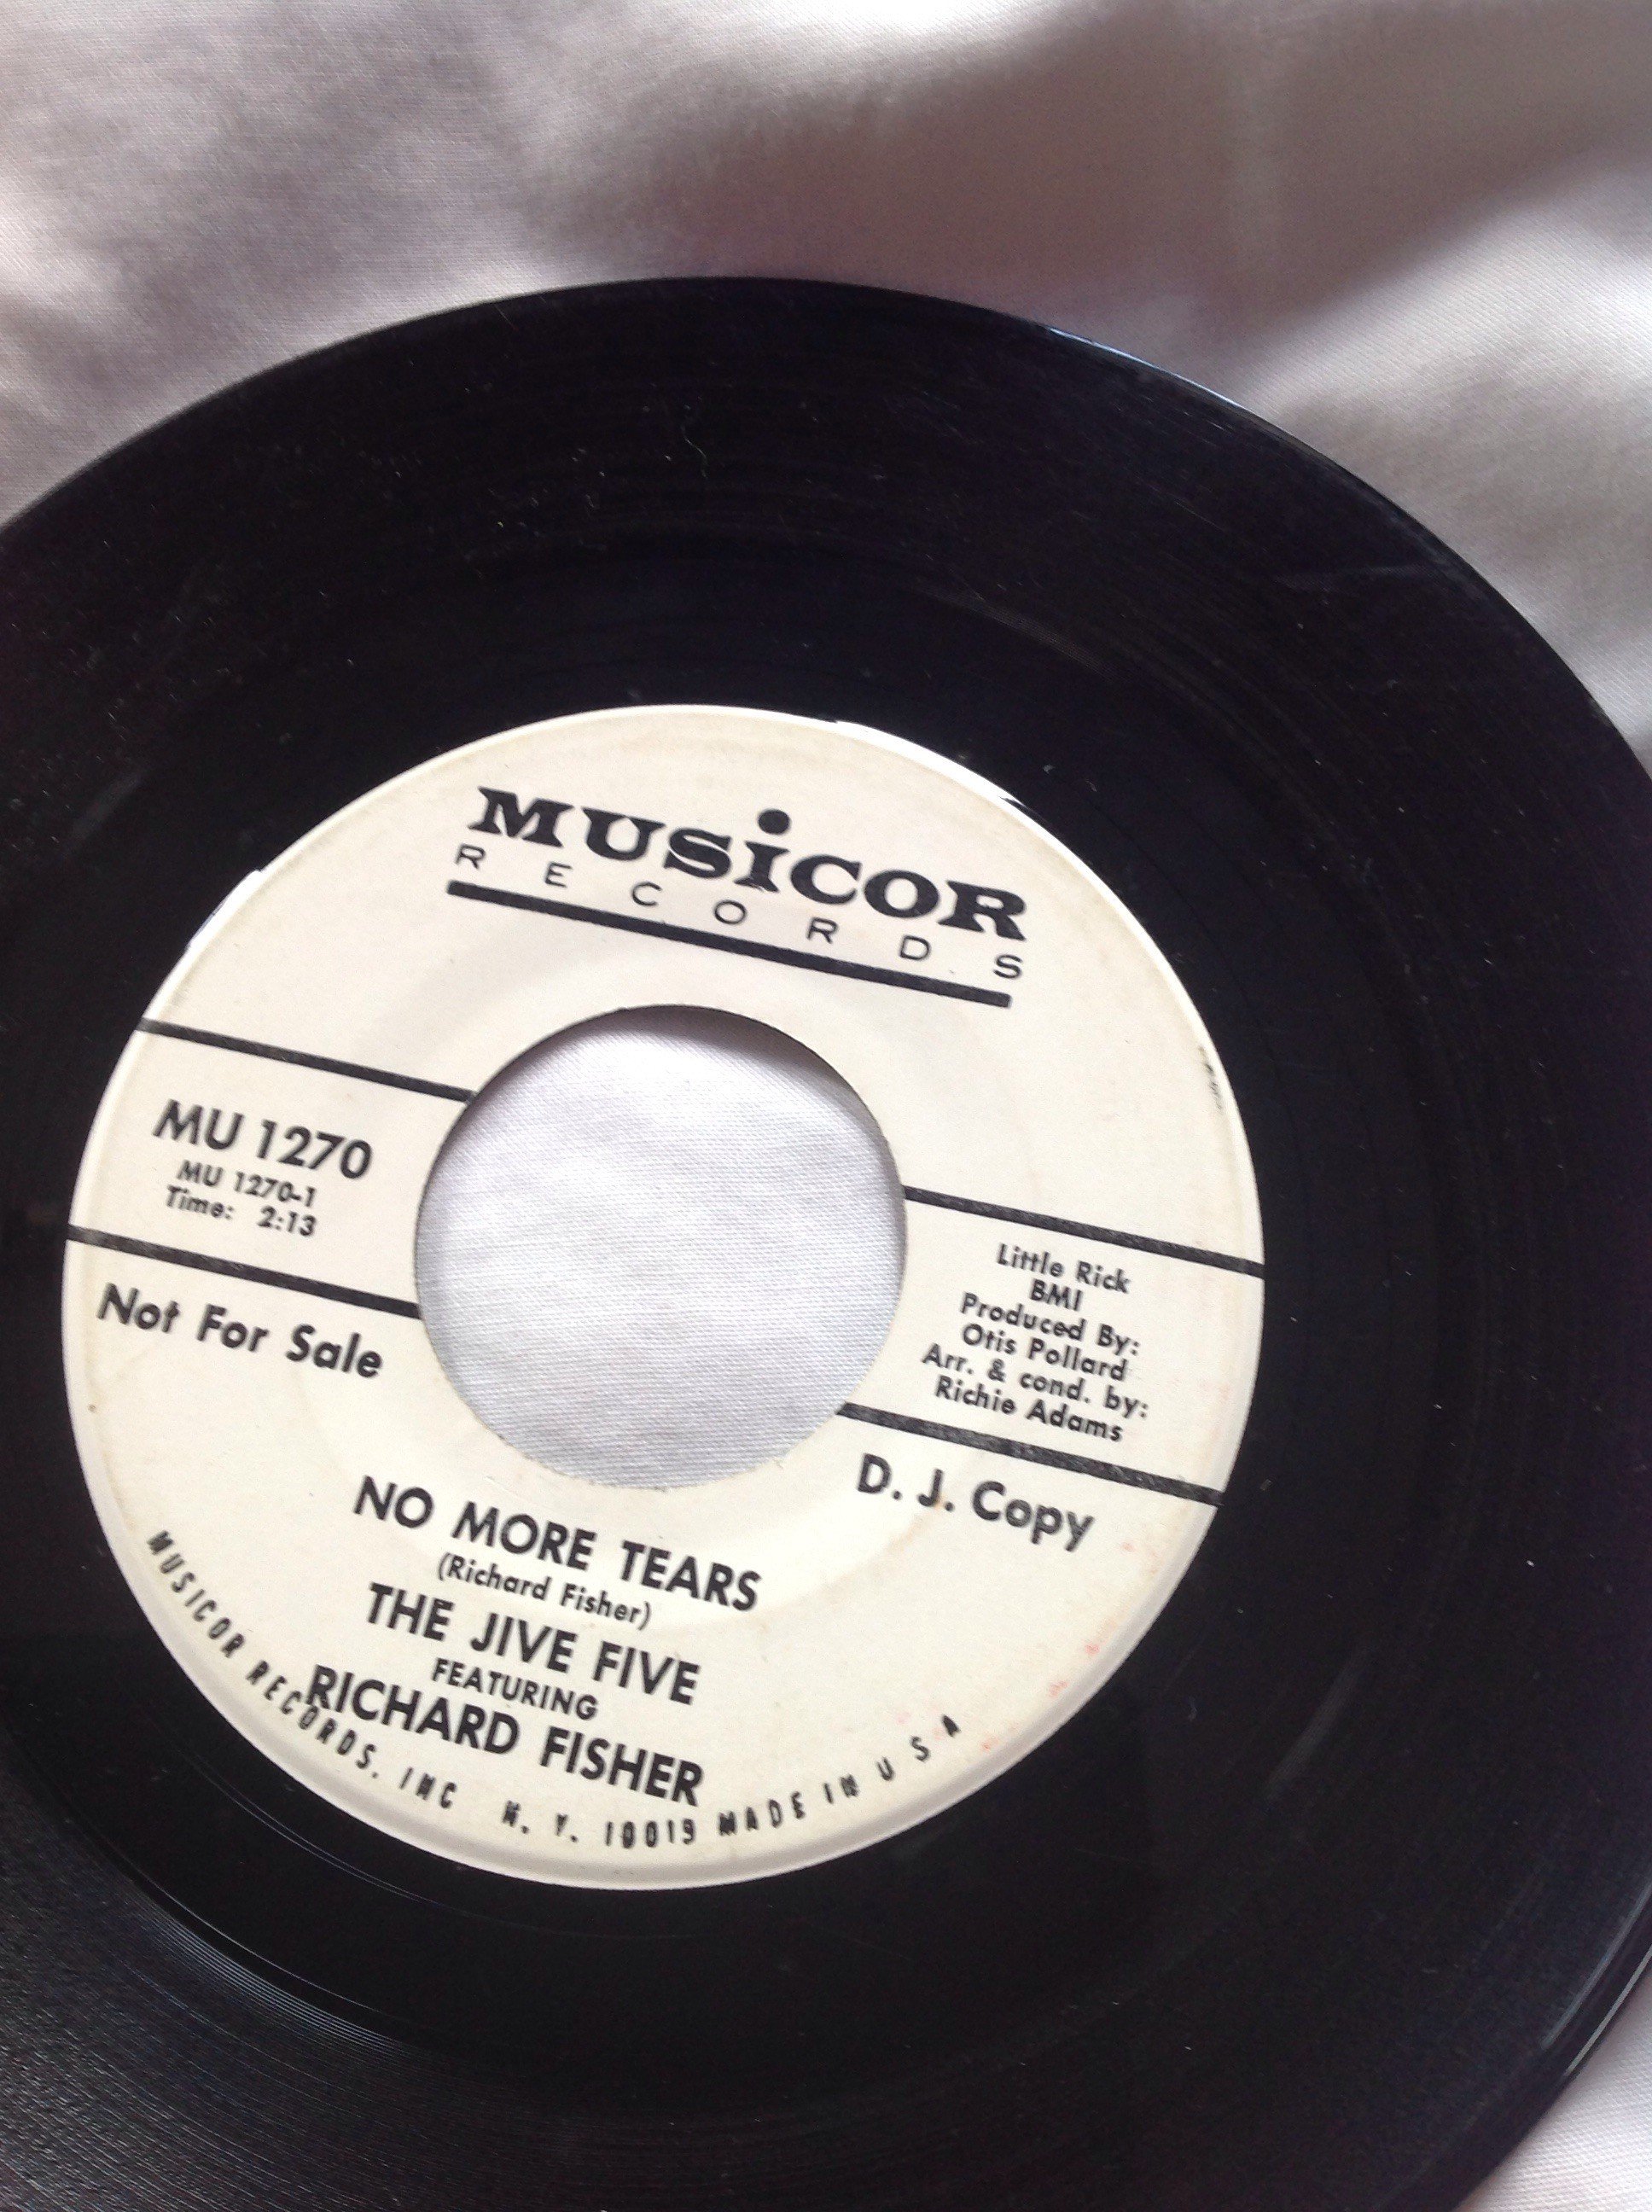 MUSiCOR
RECORDS
MU 1270
MU 1270-1
Time: 2:13
Not For Sale
Little Rick
BMI
Produced By:
Otis Pollard
Arr. & cond. by:
Richie Adams
D. J. Copy
NO MORE TEARS
(Richard Fisher)
THE JIVE FIVE
FEATURING
RICHARD FISHER
MUSICOR RECORDS, INC N. Y. 10019 MADE IN U S A